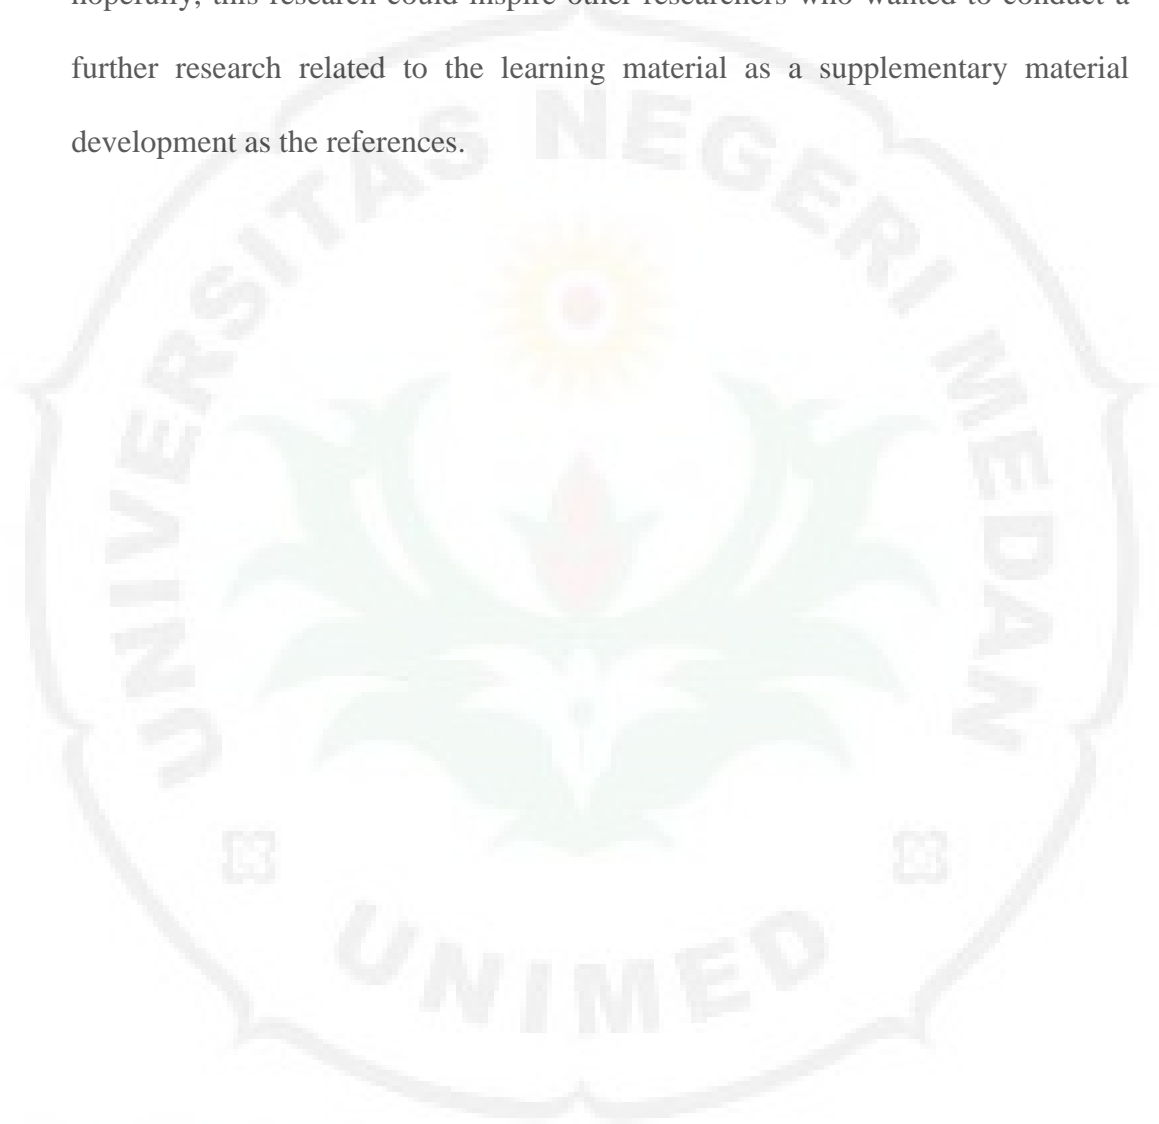 hopefully, this research could inspire other researchers who wanted to conduct a
further research related to the learning material as a supplementary material
development as the references.
UNIVERSITAS NEGERI MEDAN
UNIMED